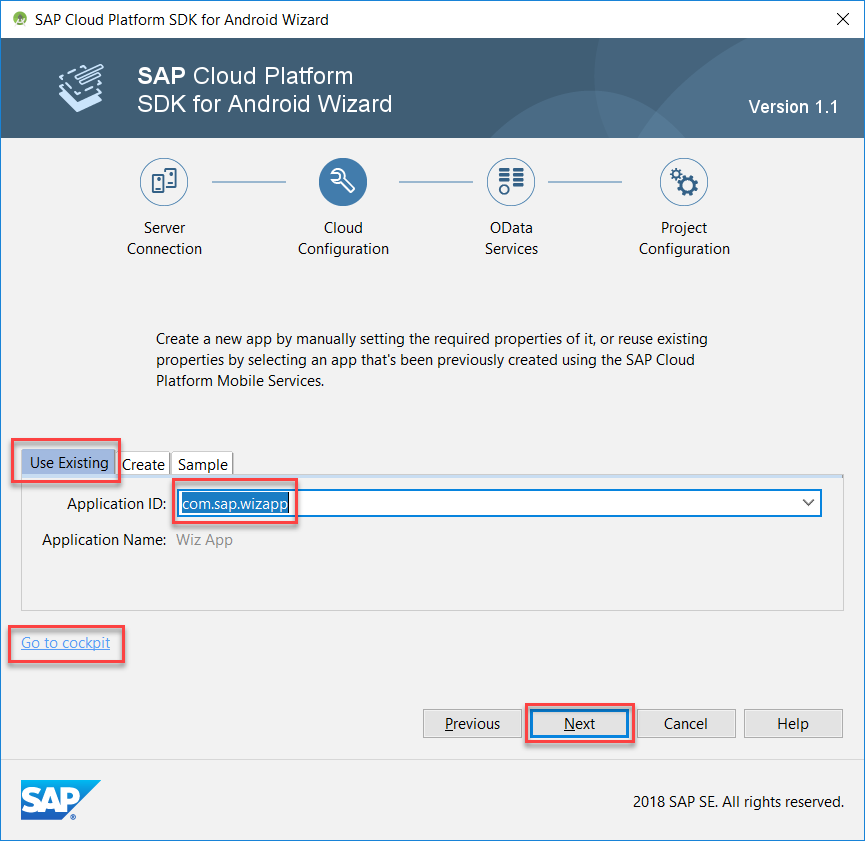 SAP Cloud Platform SDK for Android Wizard
SAP Cloud Platform
SDK for Android Wizard
Version 1.1
Server
Connection
Cloud
Configuration
OData
Services
Project
Configuration
Create a new app by manually setting the required properties of it, or reuse existing
properties by selecting an app that's been previously created using the SAP Cloud
Platform Mobile Services.
Use Existing Create Sample
Application ID: com.sap.wizapp
Application Name: Wiz App
Go to cockpit
Previous Next Cancel Help
SAP®
2018 SAP SE. All rights reserved.